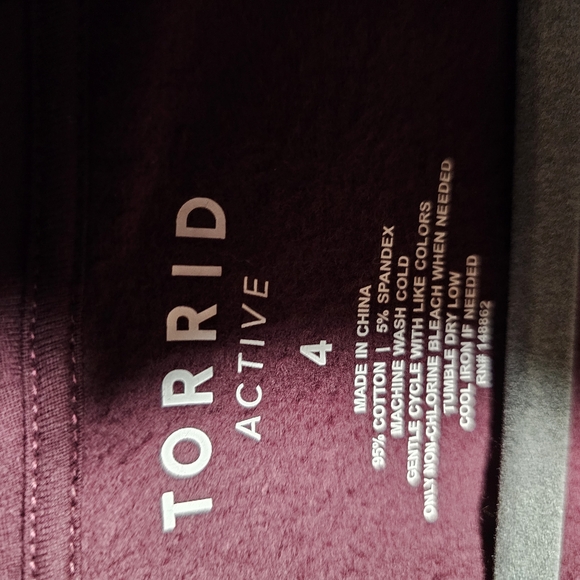 TORRID
ACTIVE
4
MADE IN CHINA
95% COTTON | 5% SPANDEX
MACHINE WASH COLD
GENTLE CYCLE WITH LIKE COLORS
ONLY NON-CHLORINE BLEACH WHEN NEEDED
TUMBLE DRY LOW
COOL IRON IF NEEDED
RN# 148862